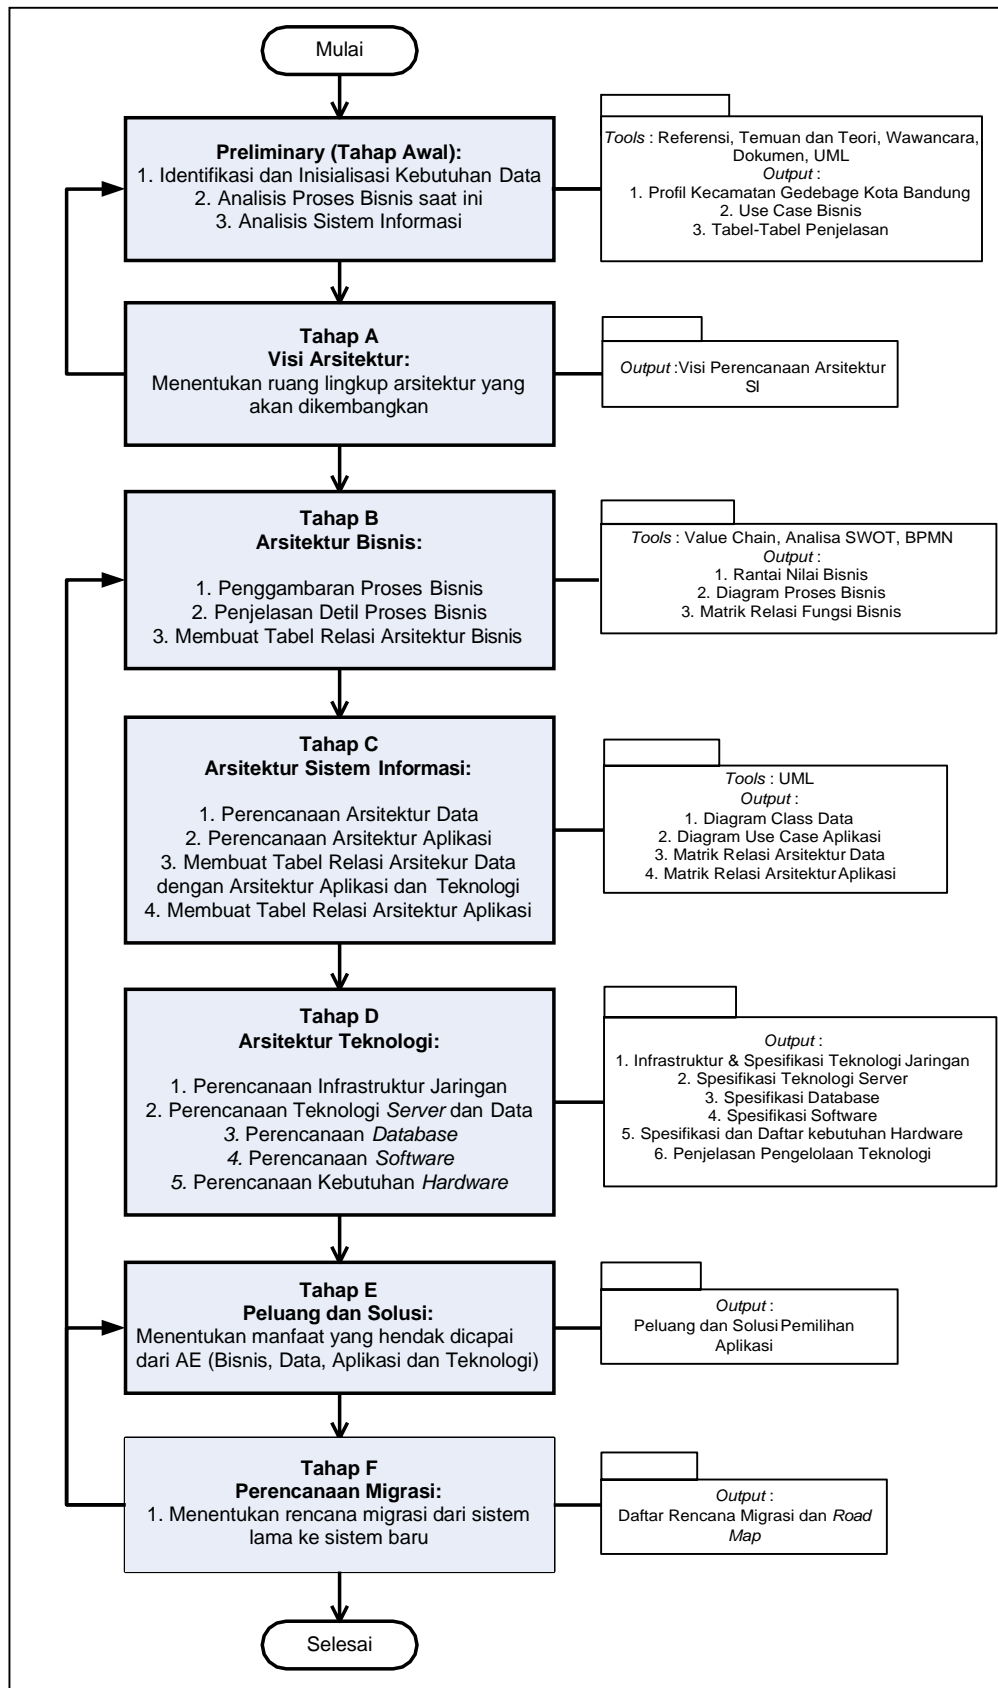 Mulai
Preliminary (Tahap Awal):
1. Identifikasi dan Inisialisasi Kebutuhan Data
2. Analisis Proses Bisnis saat ini
3. Analisis Sistem Informasi
Tools : Referensi, Temuan dan Teori, Wawancara,
Dokumen, UML
Output :
1. Profil Kecamatan Gedebage Kota Bandung
2. Use Case Bisnis
3. Tabel-Tabel Penjelasan
Tahap A
Visi Arsitektur:
Menentukan ruang lingkup arsitektur yang
akan dikembangkan
Output :Visi Perencanaan Arsitektur
SI
Tahap B
Arsitektur Bisnis:
1. Penggambaran Proses Bisnis
2. Penjelasan Detil Proses Bisnis
3. Membuat Tabel Relasi Arsitektur Bisnis
Tools : Value Chain, Analisa SWOT, BPMN
Output :
1. Rantai Nilai Bisnis
2. Diagram Proses Bisnis
3. Matrik Relasi Fungsi Bisnis
Tahap C
Arsitektur Sistem Informasi:
1. Perencanaan Arsitektur Data
2. Perencanaan Arsitektur Aplikasi
3. Membuat Tabel Relasi Arsitekur Data
dengan Arsitektur Aplikasi dan Teknologi
4. Membuat Tabel Relasi Arsitektur Aplikasi
Tools : UML
Output :
1. Diagram Class Data
2. Diagram Use Case Aplikasi
3. Matrik Relasi Arsitektur Data
4. Matrik Relasi Arsitektur Aplikasi
Tahap D
Arsitektur Teknologi:
1. Perencanaan Infrastruktur Jaringan
2. Perencanaan Teknologi Server dan Data
3. Perencanaan Database
4. Perencanaan Software
5. Perencanaan Kebutuhan Hardware
Output :
1. Infrastruktur & Spesifikasi Teknologi Jaringan
2. Spesifikasi Teknologi Server
3. Spesifikasi Database
4. Spesifikasi Software
5. Spesifikasi dan Daftar kebutuhan Hardware
6. Penjelasan Pengelolaan Teknologi
Tahap E
Peluang dan Solusi:
Menentukan manfaat yang hendak dicapai
dari AE (Bisnis, Data, Aplikasi dan Teknologi)
Output :
Peluang dan Solusi Pemilihan
Aplikasi
Tahap F
Perencanaan Migrasi:
1. Menentukan rencana migrasi dari sistem
lama ke sistem baru
Output :
Daftar Rencana Migrasi dan Road
Map
Selesai